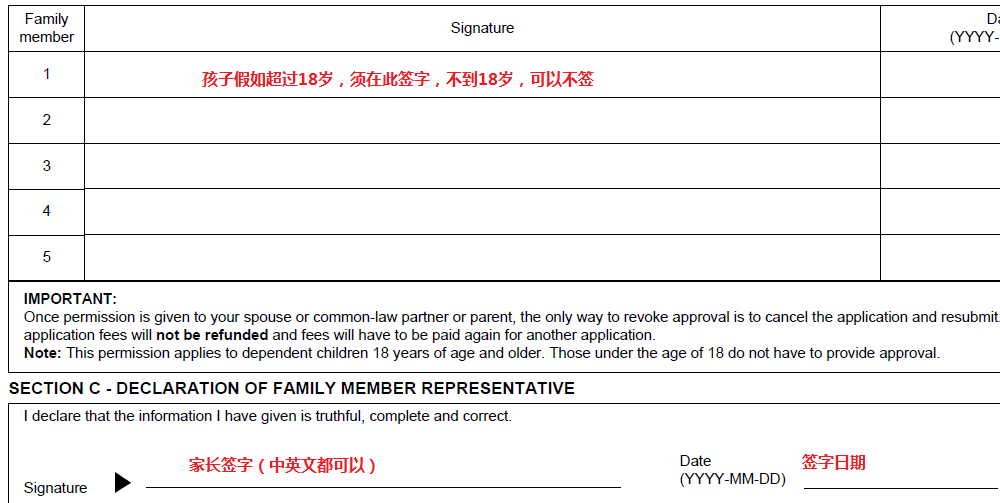 Family
member
Signature
(YYYY-
1
孩子假如超过18岁，须在此签字，不到18岁，可以不签
2
3
4
5
IMPORTANT:
Once permission is given to your spouse or common-law partner or parent, the only way to revoke approval is to cancel the application and resubmit.
application fees will not be refunded and fees will have to be paid again for another application.
Note: This permission applies to dependent children 18 years of age and older. Those under the age of 18 do not have to provide approval.
SECTION C - DECLARATION OF FAMILY MEMBER REPRESENTATIVE
I declare that the information I have given is truthful, complete and correct.
Signature
家长签字（中英文都可以）
Date
(YYYY-MM-DD)
签字日期